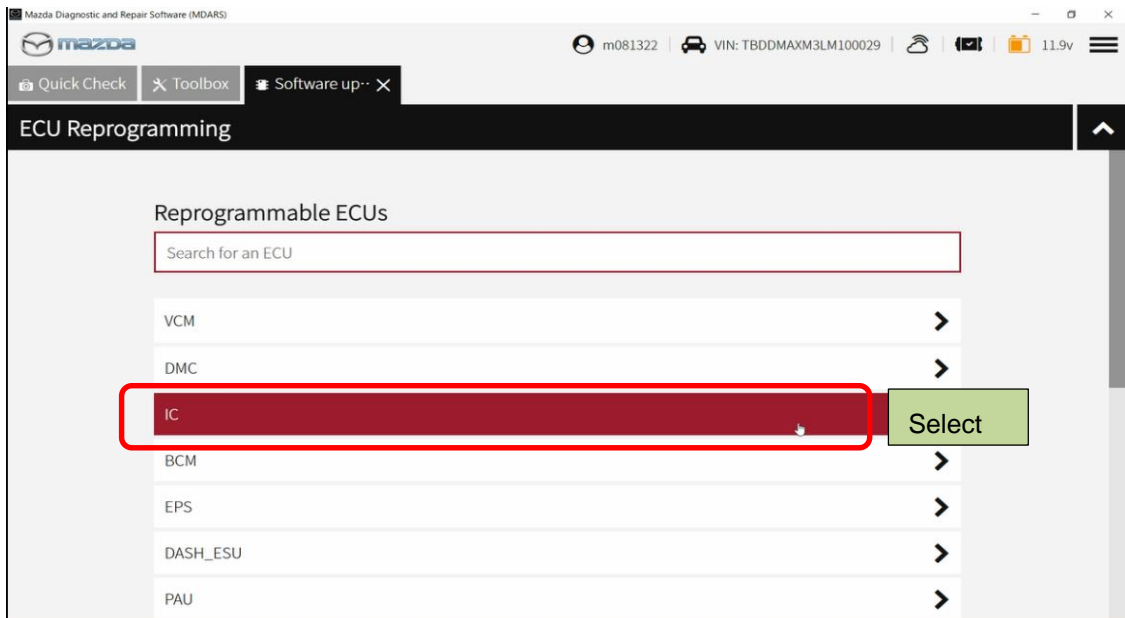 Mazda Diagnostic and Repair Software (MDARS)
mazda m081322 VIN: TBDDMAXM3LM100029 11.9v
Quick Check Toolbox Software up··
ECU Reprogramming
Reprogrammable ECUs
Search for an ECU
VCM
DMC
IC
Select
BCM
EPS
DASH_ESU
PAU